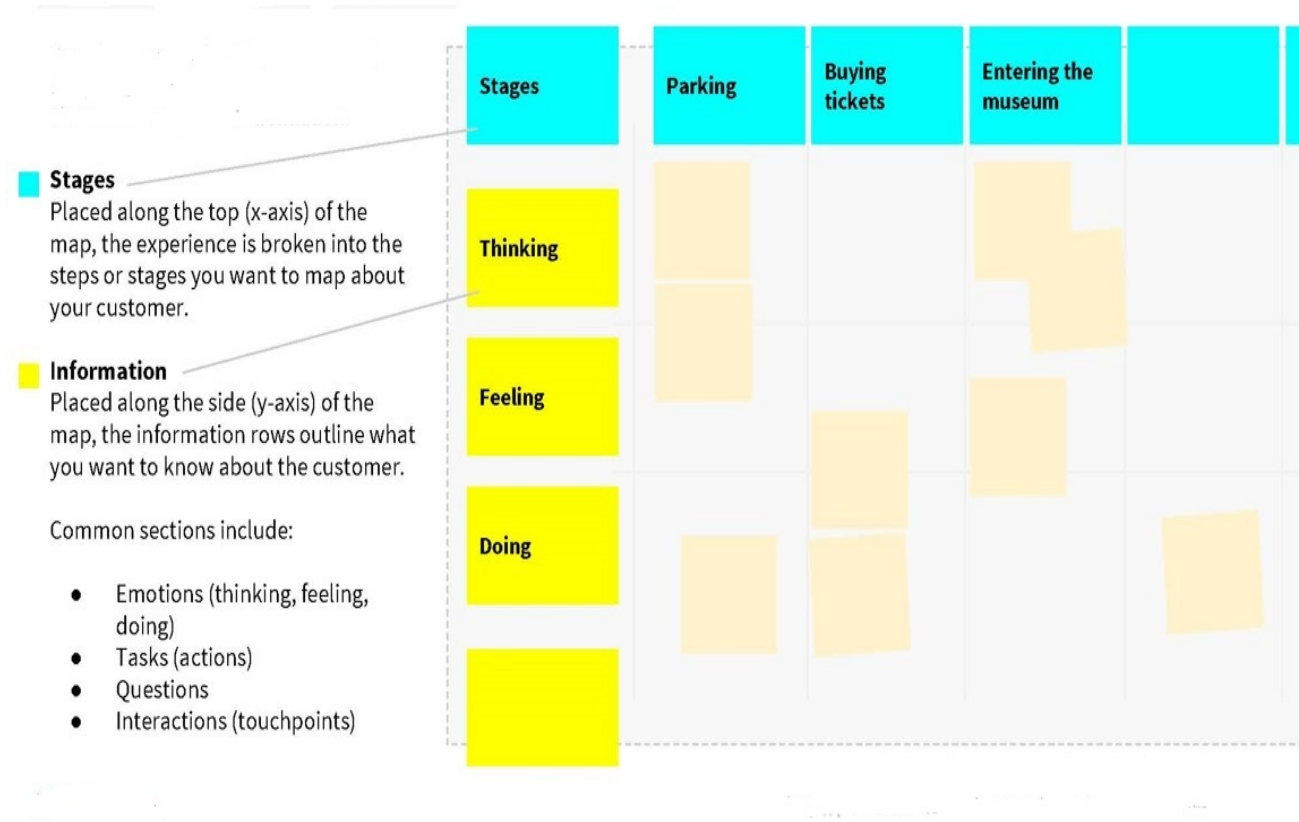 Stages
Parking
Buying
tickets
Entering the
museum
Stages
Placed along the top (x-axis) of the
map, the experience is broken into the
steps or stages you want to map about
your customer.
Thinking
Information
Placed along the side (y-axis) of the
map, the information rows outline what
you want to know about the customer.
Feeling
Common sections include:
Doing
● Emotions (thinking, feeling,
doing)
● Tasks (actions)
● Questions
● Interactions (touchpoints)